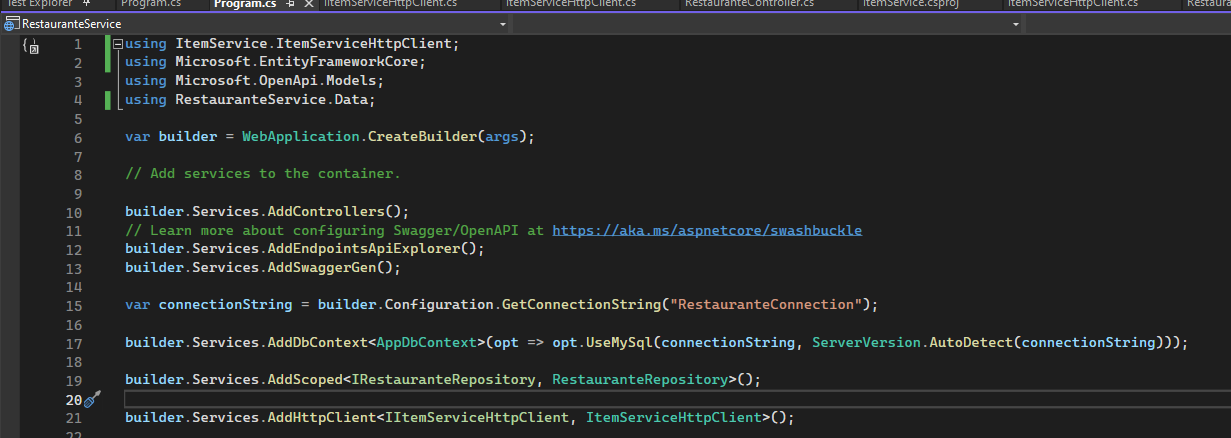 Test Explorer Program.cs Program.cs IItemServiceHttpClient.cs ItemServiceHttpClient.cs RestauranteController.cs ItemService.csproj ItemServiceHttpClient.cs
RestauranteService
1 using ItemService.ItemServiceHttpClient;
2 using Microsoft.EntityFrameworkCore;
3 using Microsoft.OpenApi.Models;
4 using RestauranteService.Data;
5
6 var builder = WebApplication.CreateBuilder(args);
7
8 // Add services to the container.
9
10 builder.Services.AddControllers();
11 // Learn more about configuring Swagger/OpenAPI at https://aka.ms/aspnetcore/swashbuckle
12 builder.Services.AddEndpointsApiExplorer();
13 builder.Services.AddSwaggerGen();
14
15 var connectionString = builder.Configuration.GetConnectionString("RestauranteConnection");
16
17 builder.Services.AddDbContext<AppDbContext>(opt => opt.UseMySql(connectionString, ServerVersion.AutoDetect(connectionString)));
18
19 builder.Services.AddScoped<IRestauranteRepository, RestauranteRepository>();
20
21 builder.Services.AddHttpClient<IItemServiceHttpClient, ItemServiceHttpClient>();
22